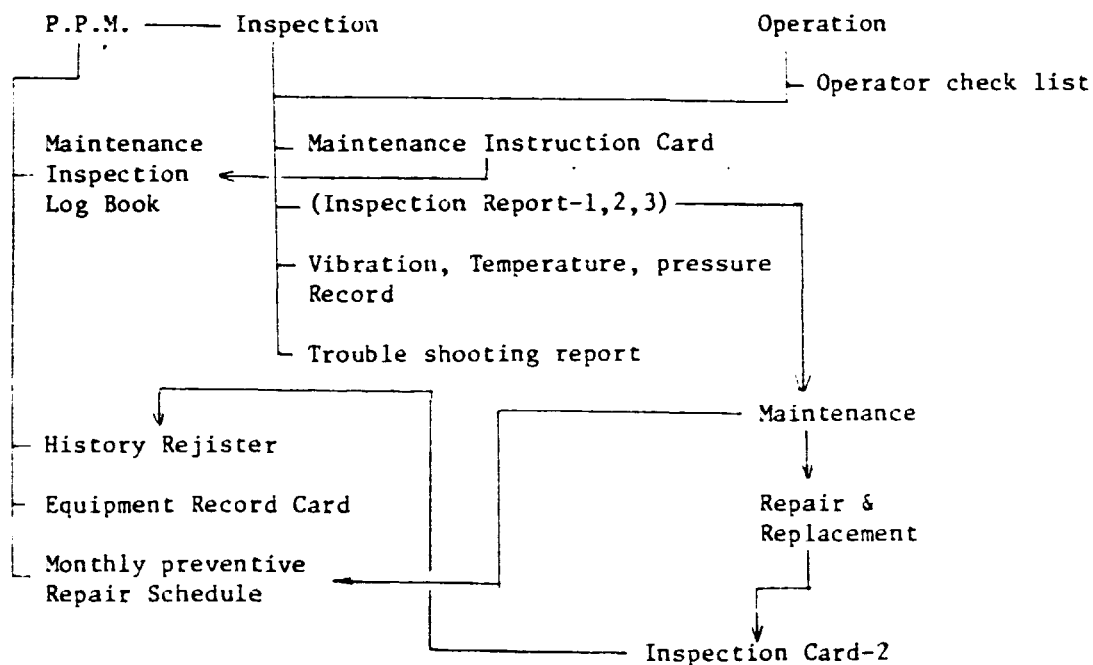 P.P.M. Inspection Operation
Operator check list
Maintenance
Inspection
Log Book
Maintenance Instruction Card
(Inspection Report-1,2,3)
Vibration, Temperature, pressure
Record
Trouble shooting report
Maintenance
History Rejister
Equipment Record Card
Repair &
Replacement
Monthly preventive
Repair Schedule
Inspection Card-2